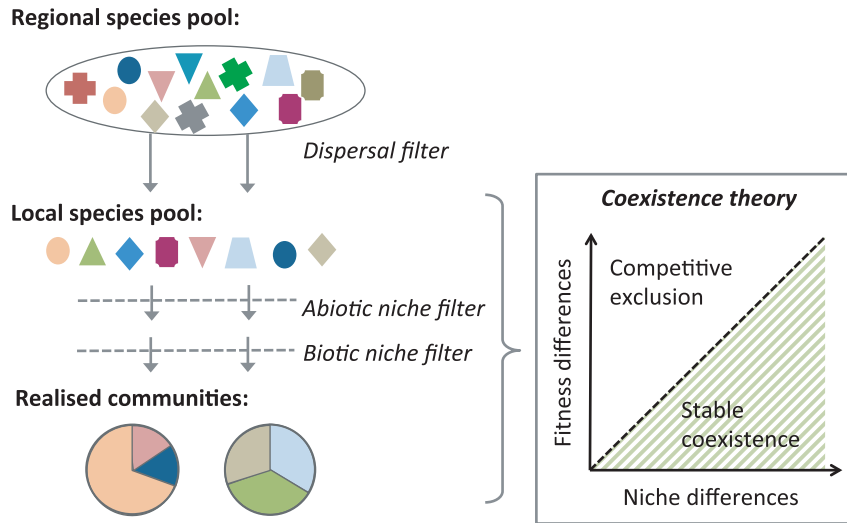 Regional species pool:
Dispersal filter
Local species pool:
Abiotic niche filter
Biotic niche filter
Realised communities:
Coexistence theory
Fitness differences
Competitive
exclusion
Stable
coexistence
Niche differences